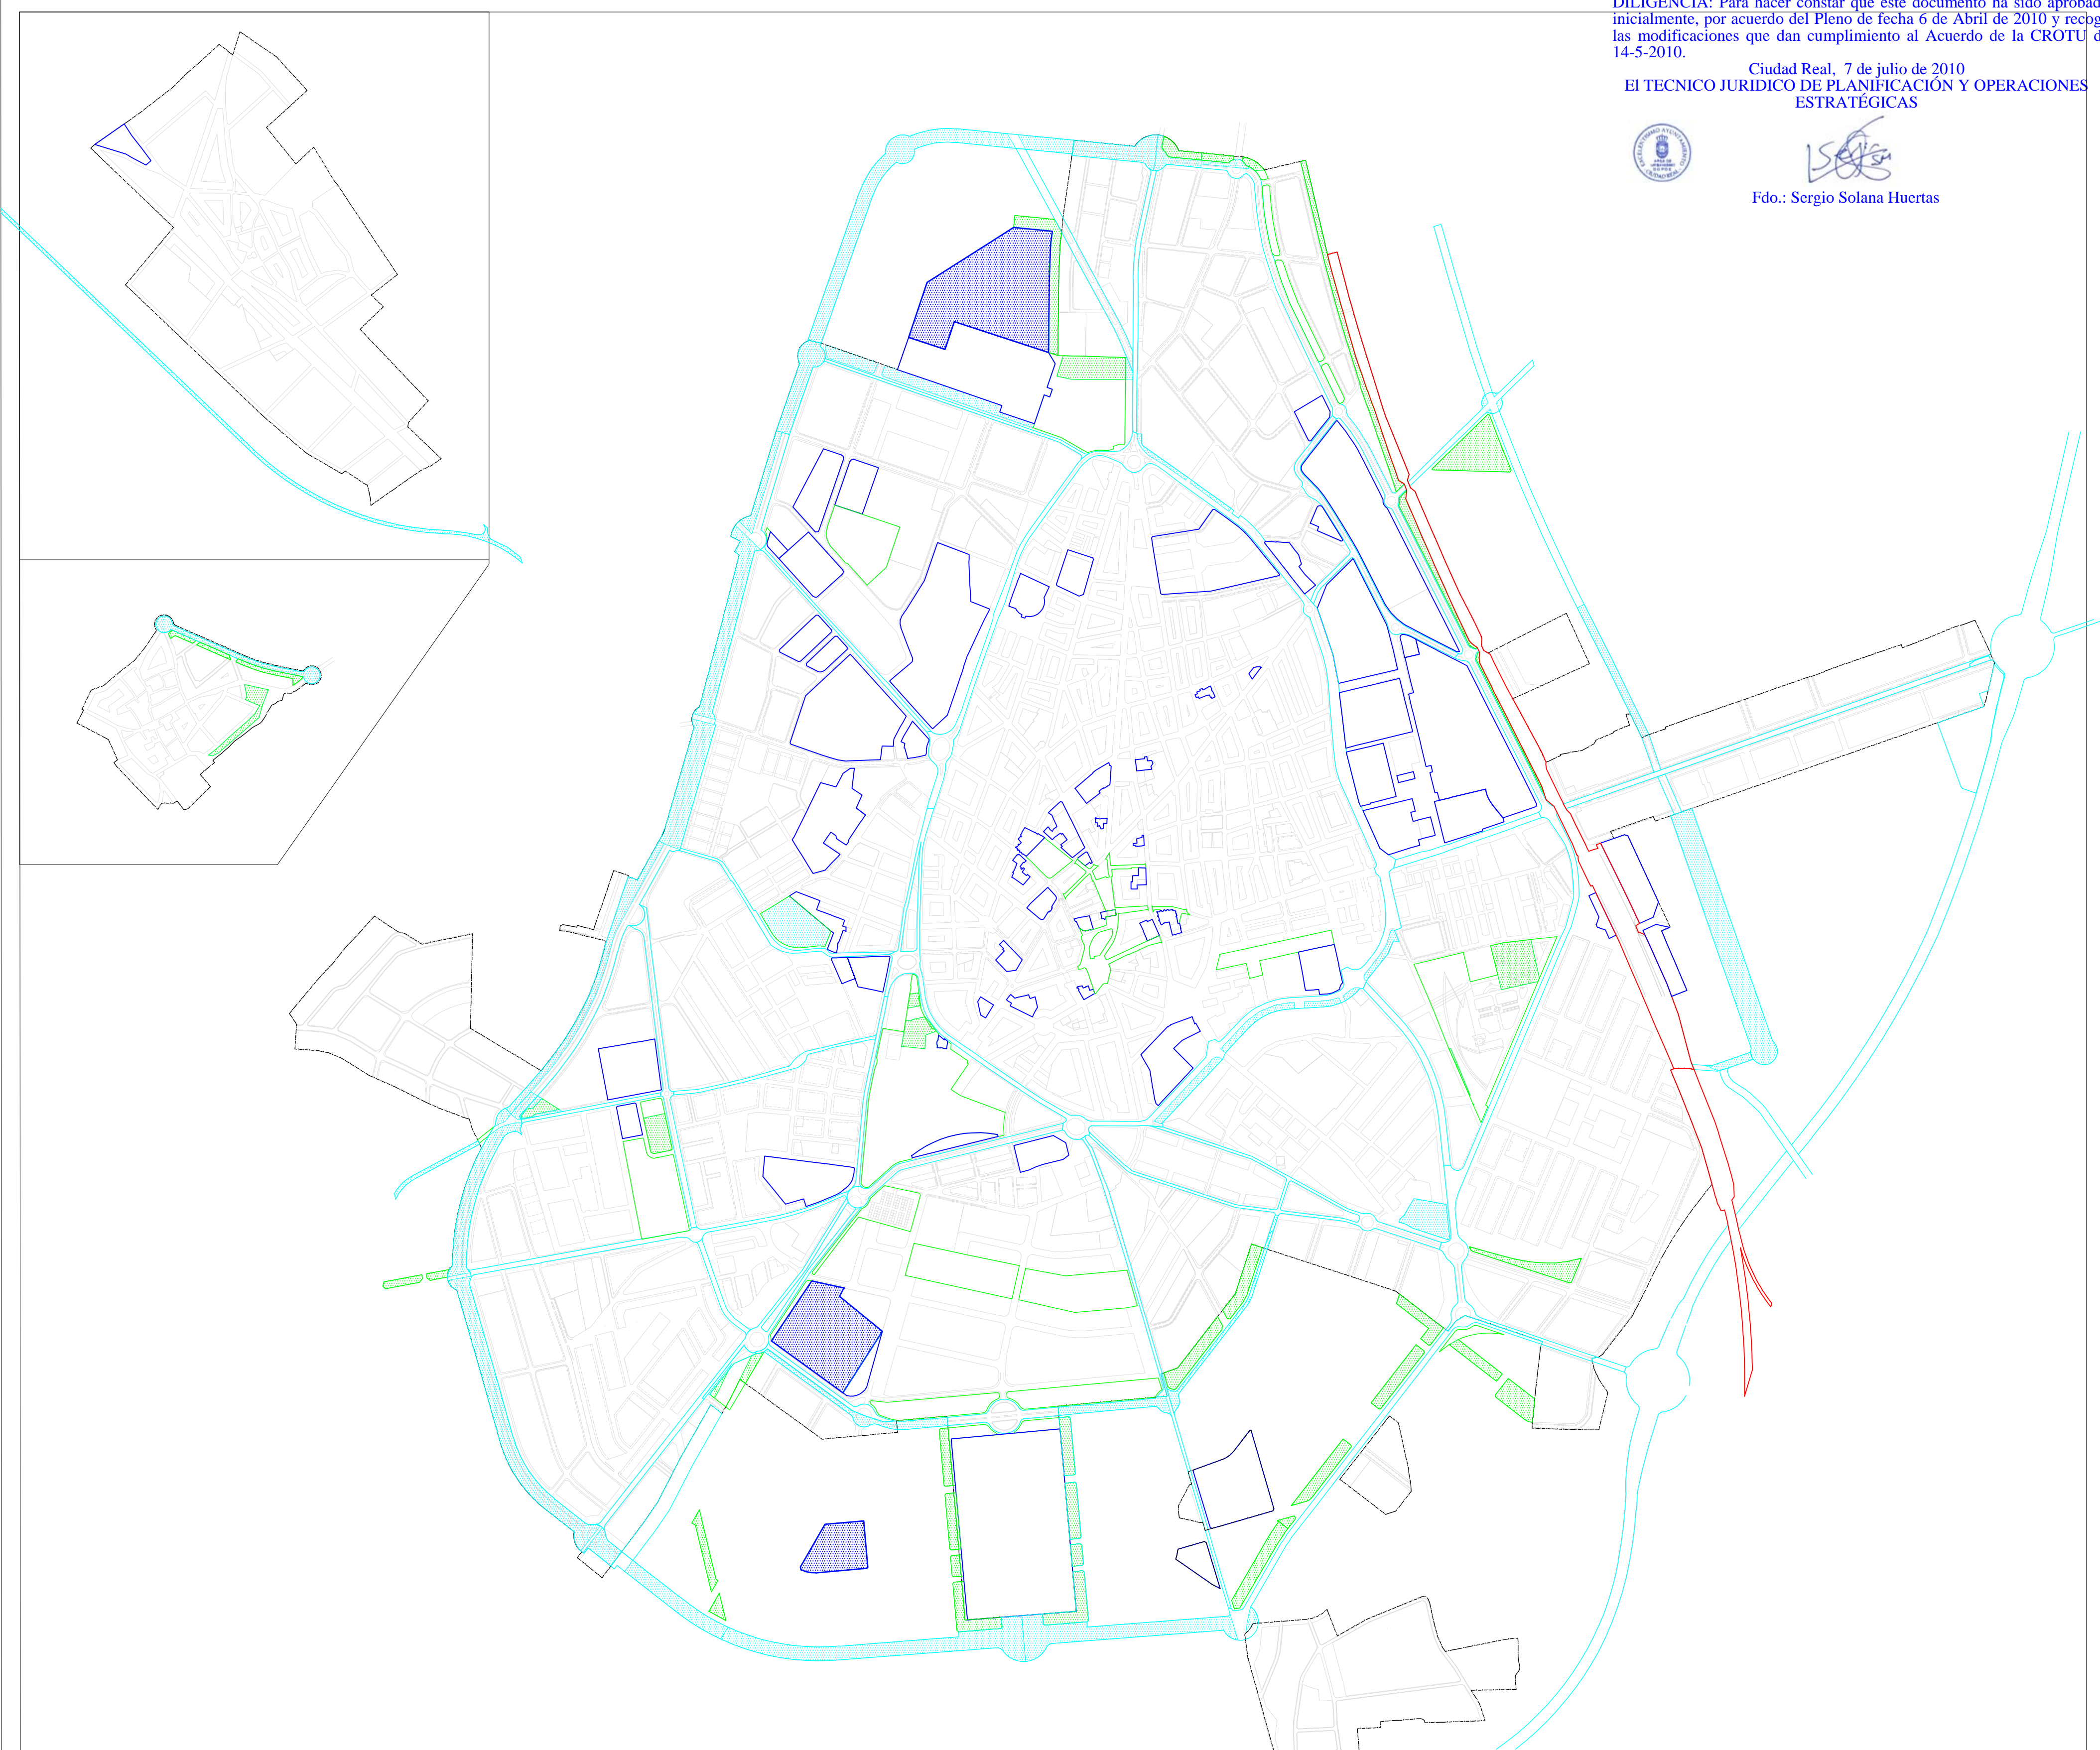 DILIGENCIA: Para hacer constar que este documento ha sido aprobad
inicialmente, por acuerdo del Pleno de fecha 6 de Abril de 2010 y recog
las modificaciones que dan cumplimiento al Acuerdo de la CROTU d
14-5-2010.
Ciudad Real, 7 de julio de 2010
El TECNICO JURIDICO DE PLANIFICACIÓN Y OPERACIONES
ESTRATÉGICAS
Fdo.: Sergio Solana Huertas